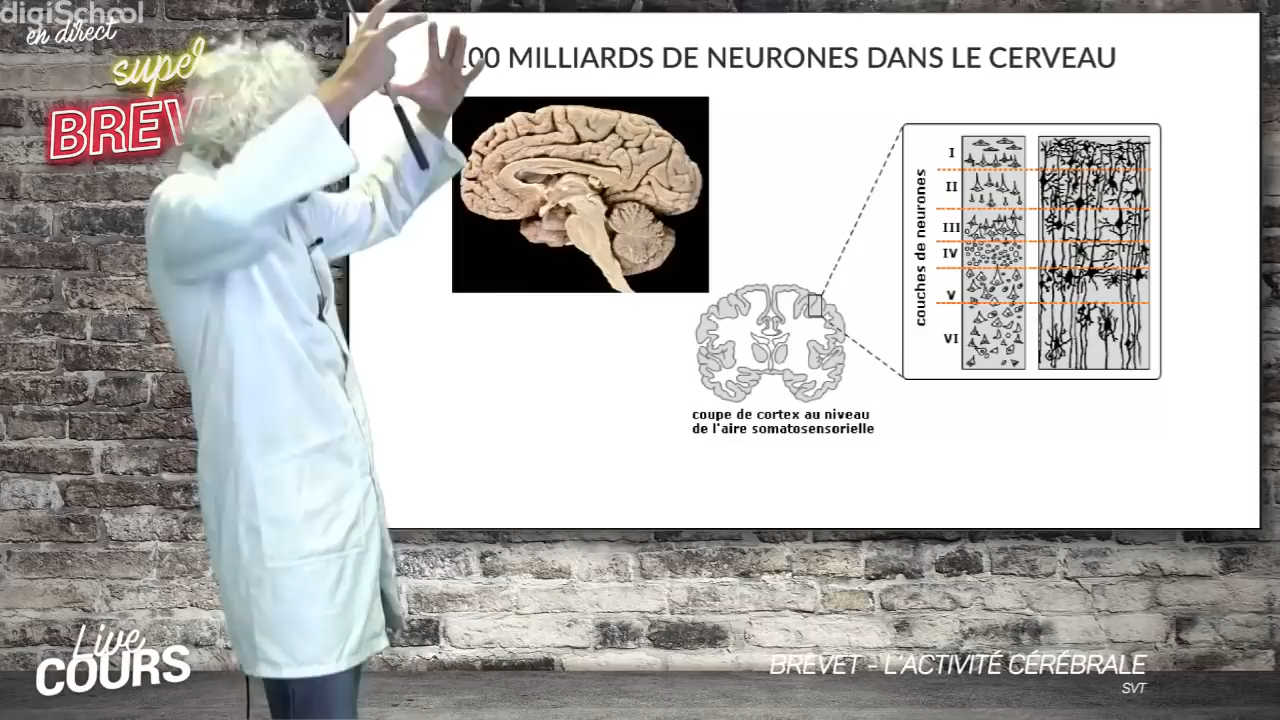 digiSchool
en direct
super
BREV
100 MILLIARDS DE NEURONES DANS LE CERVEAU
couches de neurones
I
II
III
IV
V
VI
coupe de cortex au niveau
de l'aire somatosensorielle
Live
COURS
BREVET - L'ACTIVITÉ CÉRÉBRALE
SVT